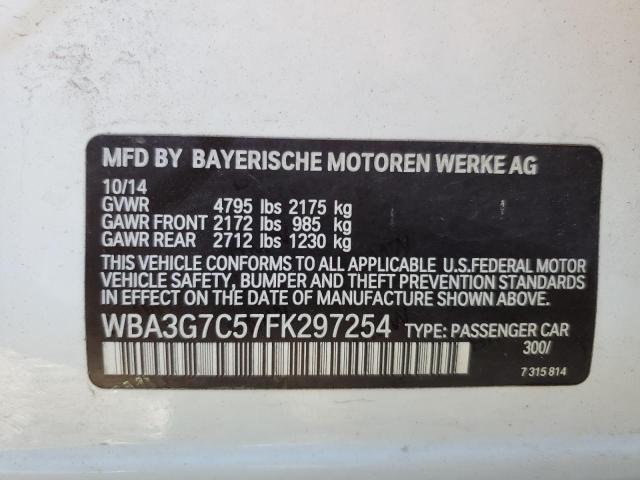 MFD BY BAYERISCHE MOTOREN WERKE AG
10/14
GVWR 4795 lbs 2175 kg
GAWR FRONT 2172 lbs 985 kg
GAWR REAR 2712 lbs 1230 kg
THIS VEHICLE CONFORMS TO ALL APPLICABLE U.S.FEDERAL MOTOR
VEHICLE SAFETY, BUMPER AND THEFT PREVENTION STANDARDS
IN EFFECT ON THE DATE OF MANUFACTURE SHOWN ABOVE.
WBA3G7C57FK297254 TYPE: PASSENGER CAR
300/
7 315 814